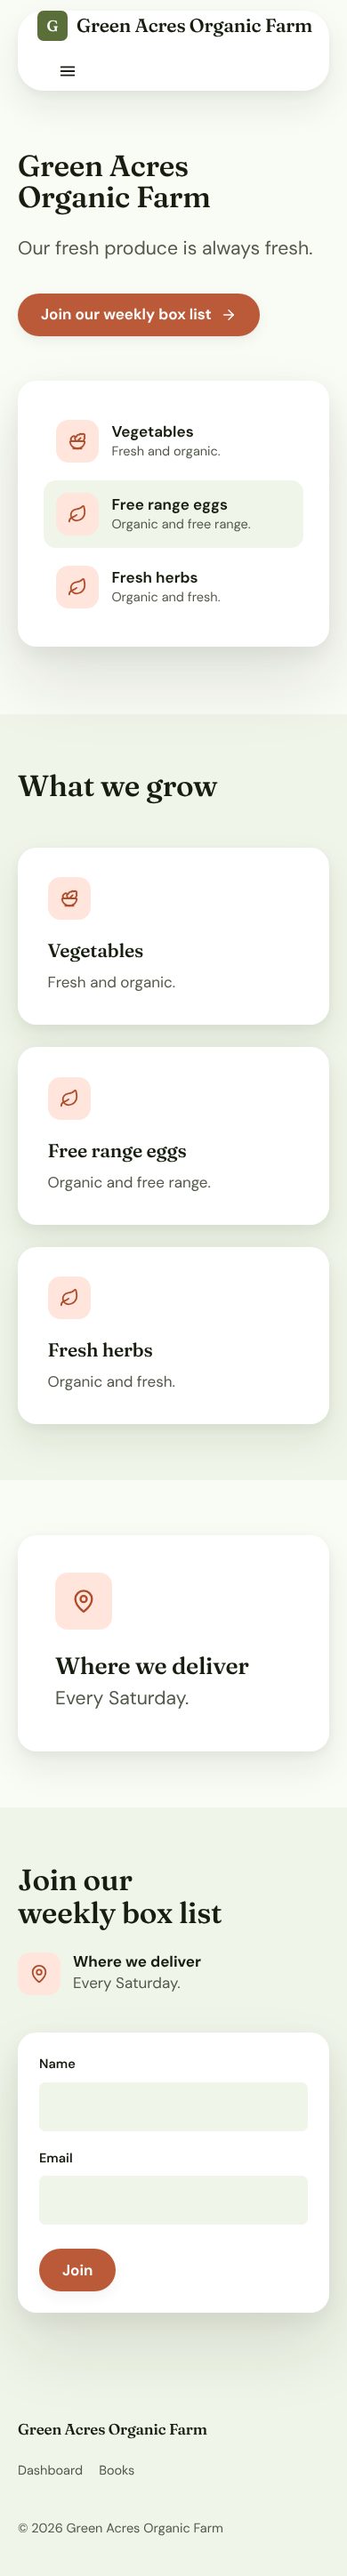 G Green Acres Organic Farm
Green Acres
Organic Farm
Our fresh produce is always fresh.
Join our weekly box list →
Vegetables
Fresh and organic.
Free range eggs
Organic and free range.
Fresh herbs
Organic and fresh.
What we grow
Vegetables
Fresh and organic.
Free range eggs
Organic and free range.
Fresh herbs
Organic and fresh.
Where we deliver
Every Saturday.
Join our
weekly box list
Where we deliver
Every Saturday.
Name
Email
Join
Green Acres Organic Farm
Dashboard Books
© 2026 Green Acres Organic Farm